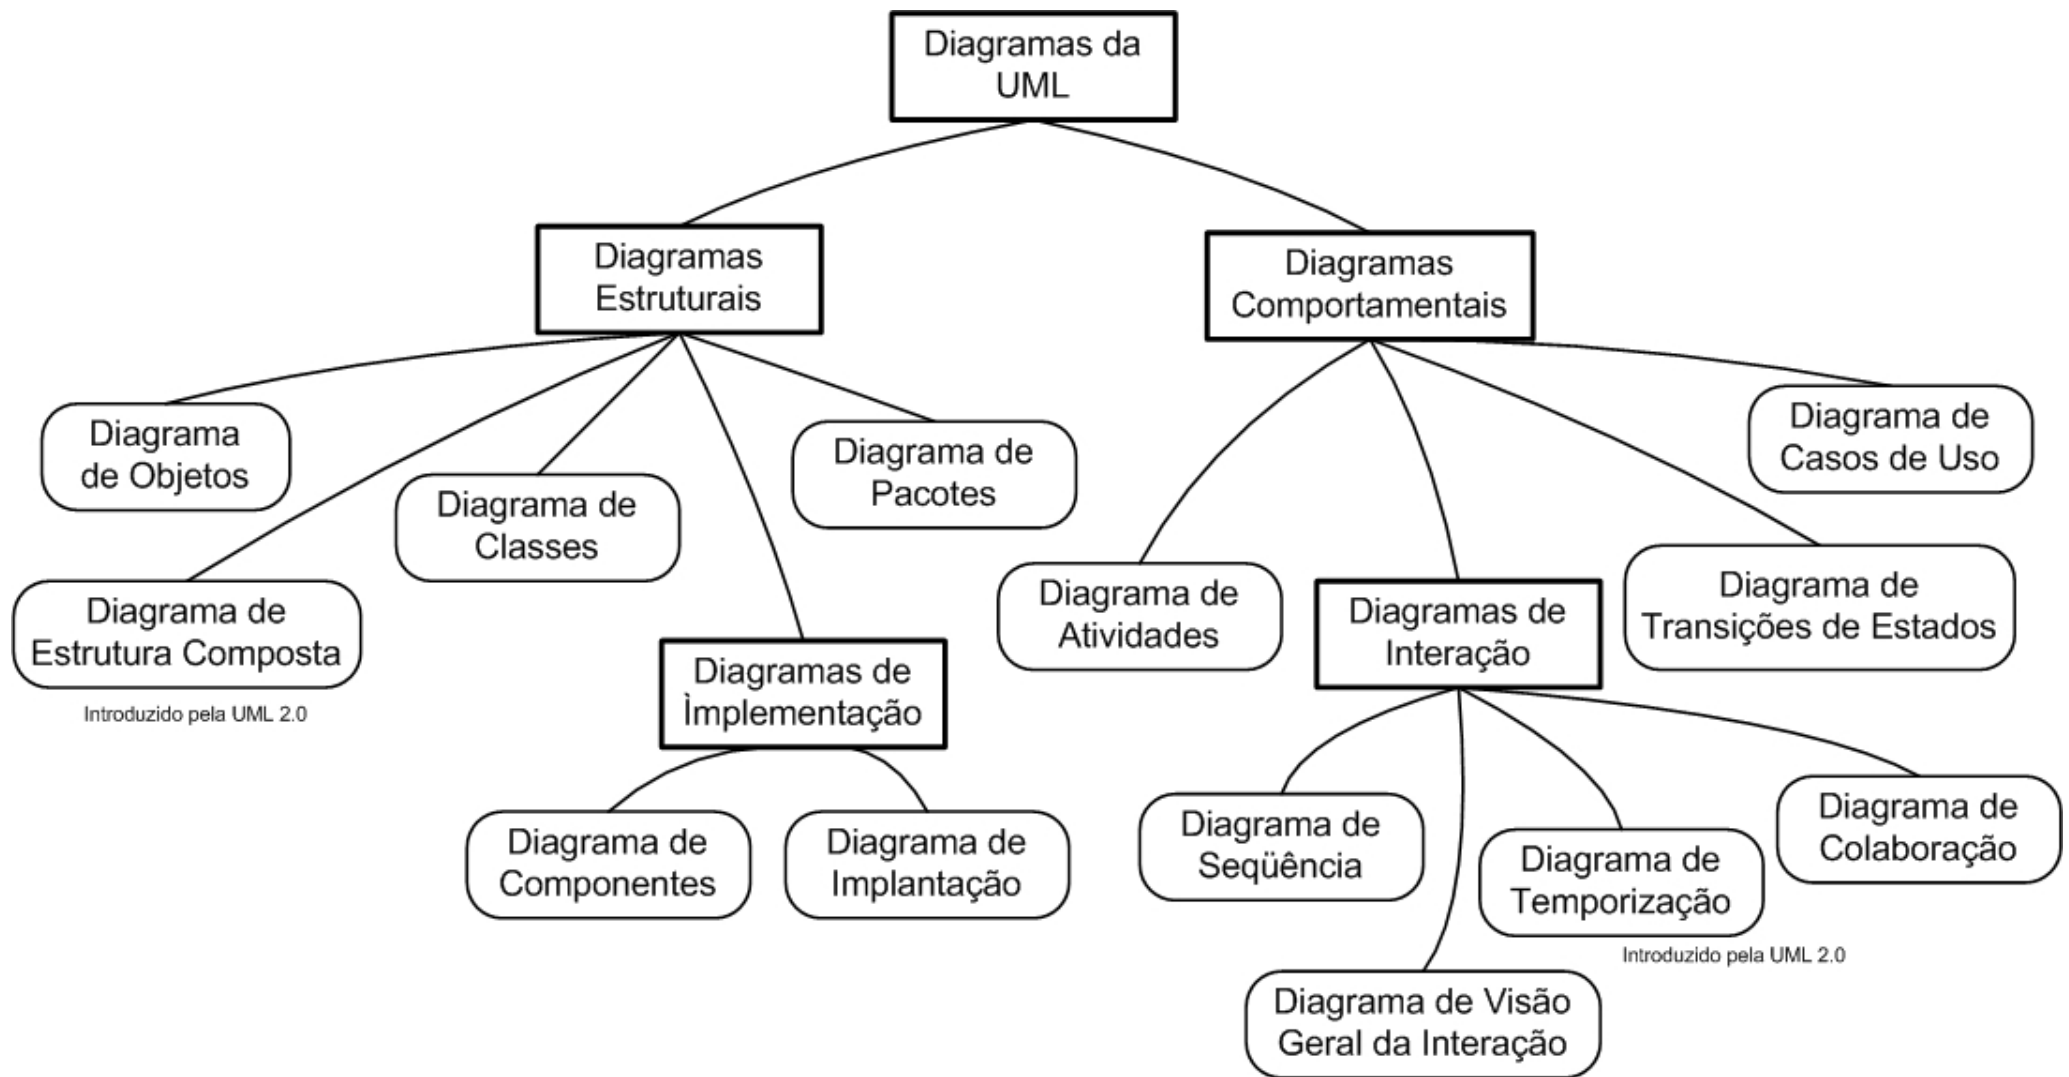 Diagramas da
UML
Diagramas
Estruturais
Diagramas
Comportamentais
Diagrama
de Objetos
Diagrama de
Classes
Diagrama de
Pacotes
Diagrama de
Casos de Uso
Diagrama de
Estrutura Composta
Introduzido pela UML 2.0
Diagramas de
Ìmplementação
Diagrama de
Atividades
Diagramas de
Interação
Diagrama de
Transições de Estados
Diagrama de
Componentes
Diagrama de
Implantação
Diagrama de
Seqüência
Diagrama de
Temporização
Introduzido pela UML 2.0
Diagrama de
Colaboração
Diagrama de Visão
Geral da Interação